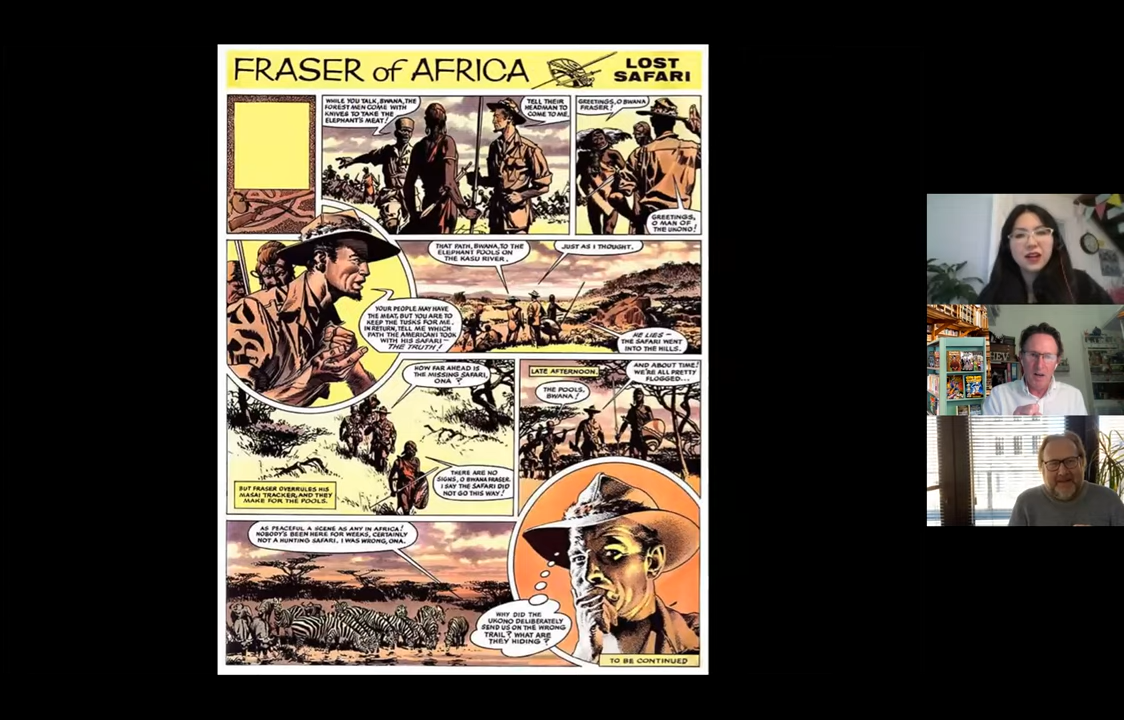 FRASER of AFRICA
LOST
SAFARI
WHILE YOU TALK, BWANA, THE
FOREST MEN COME WITH
KNIVES TO TAKE THE
ELEPHANT'S MEAT!
TELL THEIR
HEADMAN TO
COME TO ME.
GREETINGS, O BWANA
FRASER!
GREETINGS,
O MAN OF
THE UKONO!
YOUR PEOPLE MAY HAVE
THE MEAT, BUT YOU ARE TO
KEEP THE TUSKS FOR ME.
IN RETURN, TELL ME WHICH
PATH THE AMERICANI TOOK
WITH HIS SAFARI —
THE TRUTH!
THAT PATH, BWANA, TO THE
ELEPHANT POOLS ON THE
KASU RIVER.
JUST AS I THOUGHT.
HE LIES —
THE SAFARI WENT
INTO THE HILLS.
HOW FAR AHEAD IS
THE MISSING SAFARI,
ONA?
THERE ARE NO
SIGNS, O BWANA FRASER.
I SAY THE SAFARI DID
NOT GO THIS WAY!
BUT FRASER OVERRULES HIS
MASAI TRACKER, AND THEY
MAKE FOR THE POOLS.
LATE AFTERNOON.
THE POOLS,
BWANA!
AND ABOUT TIME!
WE'RE ALL PRETTY
FLOGGED...
AS PEACEFUL A SCENE AS ANY IN AFRICA!
NOBODY'S BEEN HERE FOR WEEKS, CERTAINLY
NOT A HUNTING SAFARI. I WAS WRONG, ONA.
WHY DID THE
UKONO DELIBERATELY
SEND US ON THE WRONG
TRAIL? WHAT ARE
THEY HIDING?
TO BE CONTINUED